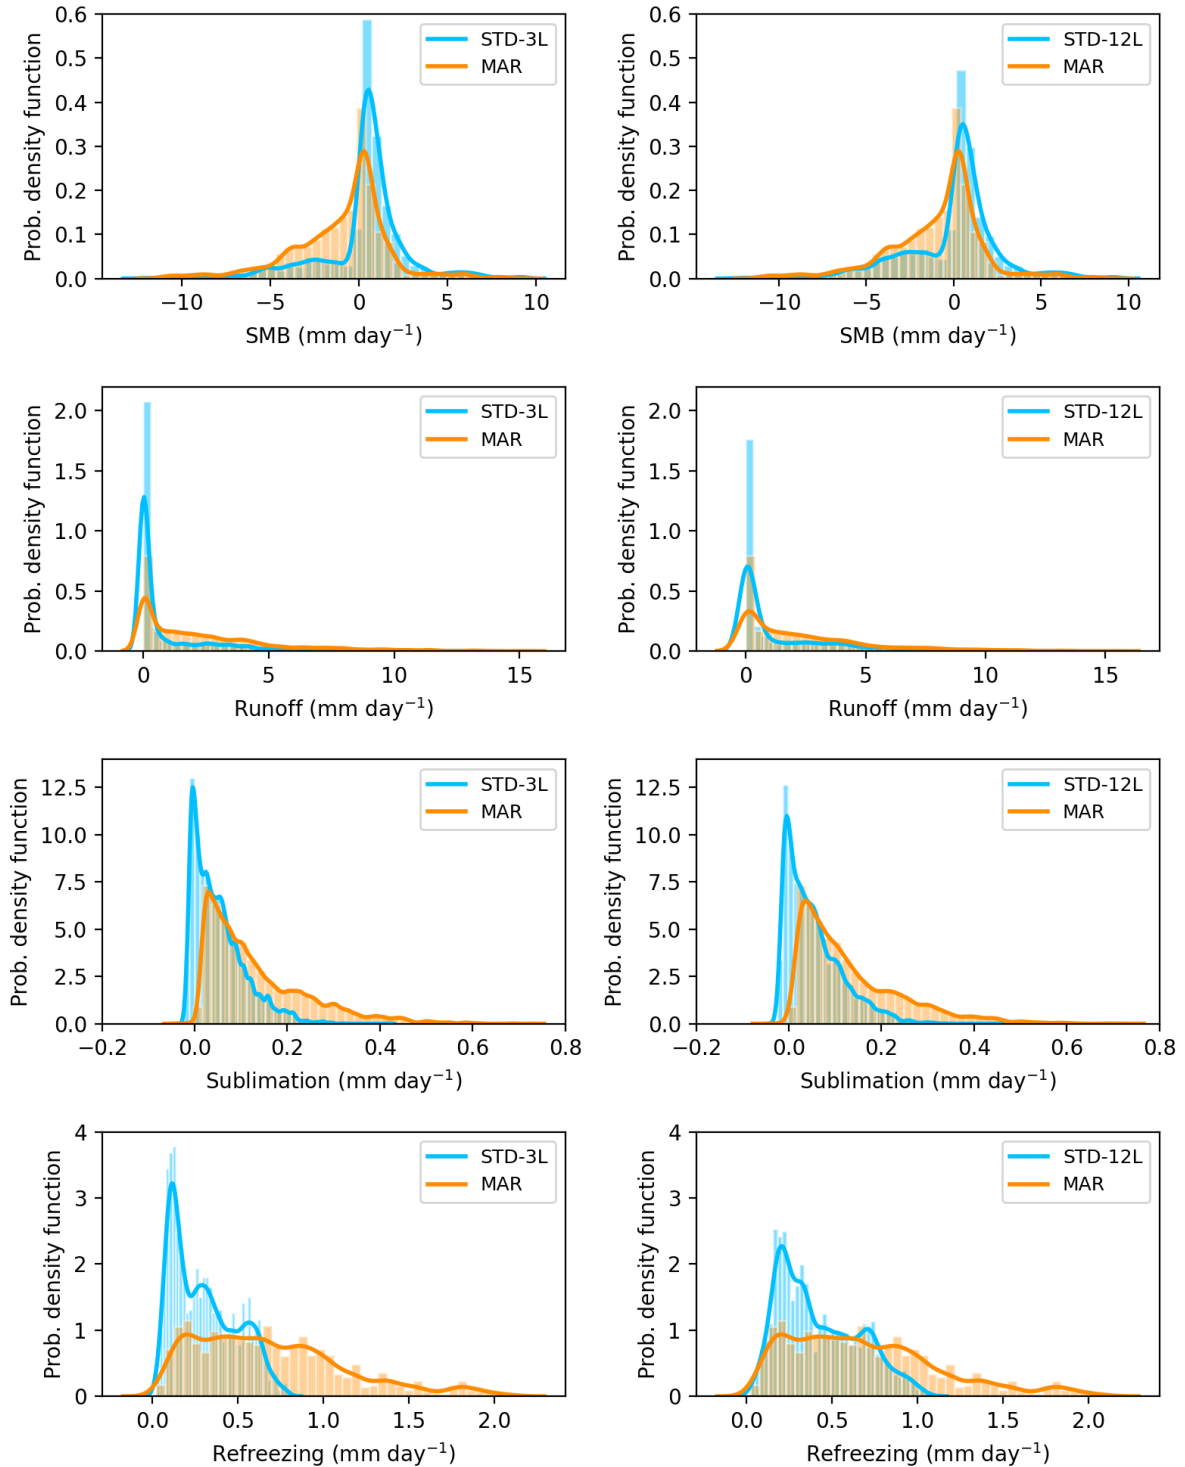 Prob. density function
0.6
0.5
0.4
0.3
0.2
0.1
0.0
STD-3L
MAR
−10 −5 0 5 10
SMB (mm day⁻¹)
Prob. density function
0.6
0.5
0.4
0.3
0.2
0.1
0.0
STD-12L
MAR
−10 −5 0 5 10
SMB (mm day⁻¹)
Prob. density function
2.0
1.5
1.0
0.5
0.0
STD-3L
MAR
0 5 10 15
Runoff (mm day⁻¹)
Prob. density function
2.0
1.5
1.0
0.5
0.0
STD-12L
MAR
0 5 10 15
Runoff (mm day⁻¹)
Prob. density function
12.5
10.0
7.5
5.0
2.5
0.0
STD-3L
MAR
−0.2 0.0 0.2 0.4 0.6 0.8
Sublimation (mm day⁻¹)
Prob. density function
12.5
10.0
7.5
5.0
2.5
0.0
STD-12L
MAR
−0.2 0.0 0.2 0.4 0.6 0.8
Sublimation (mm day⁻¹)
Prob. density function
4
3
2
1
0
STD-3L
MAR
0.0 0.5 1.0 1.5 2.0
Refreezing (mm day⁻¹)
Prob. density function
4
3
2
1
0
STD-12L
MAR
0.0 0.5 1.0 1.5 2.0
Refreezing (mm day⁻¹)